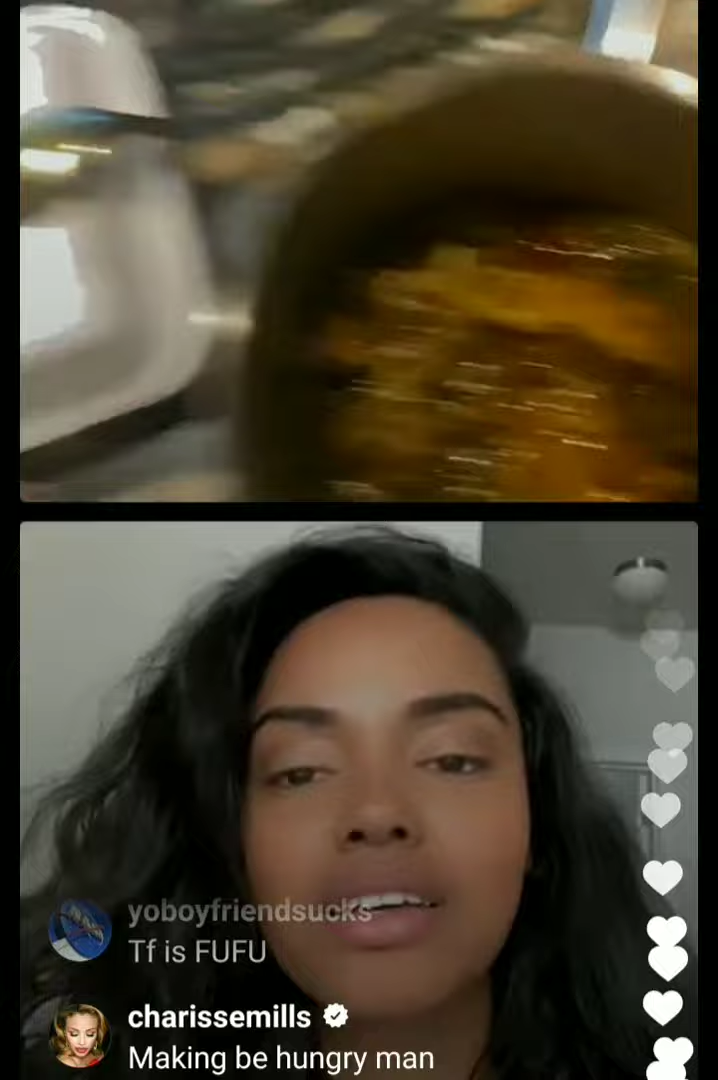 yoboyfriendsucks
Tf is FUFU
charissemills
Making be hungry man